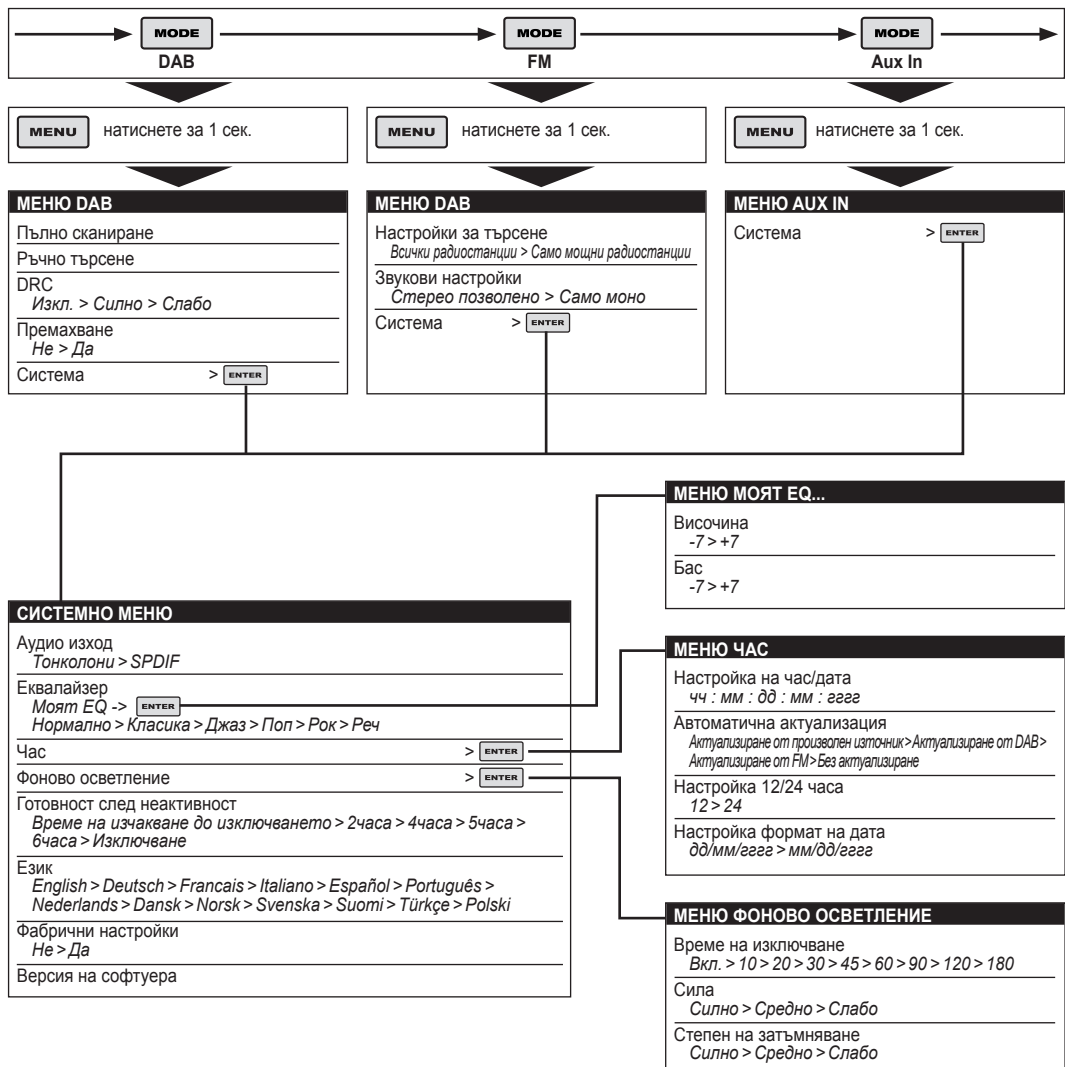 MODE
DAB
MODE
FM
MODE
Aux In
MENU натиснете за 1 сек.
MENU натиснете за 1 сек.
MENU натиснете за 1 сек.
МЕНЮ DAB
Пълно сканиране
Ръчно търсене
DRC
Изкл. > Силно > Слабо
Премахване
Не > Да
Система > ENTER
МЕНЮ DAB
Настройки за търсене
Всички радиостанции > Само мощни радиостанции
Звукови настройки
Стерео позволено > Само моно
Система > ENTER
МЕНЮ AUX IN
Система > ENTER
МЕНЮ МОЯТ EQ...
Височина
-7 > +7
Бас
-7 > +7
СИСТЕМНО МЕНЮ
Аудио изход
Тонколони > SPDIF
Еквалайзер
Моят EQ -> ENTER
Нормално > Класика > Джаз > Поп > Рок > Реч
Час > ENTER
Фоново осветление > ENTER
Готовност след неактивност
Време на изчакване до изключването > 2часа > 4часа > 5часа >
6часа > Изключване
Език
English > Deutsch > Francais > Italiano > Español > Português >
Nederlands > Dansk > Norsk > Svenska > Suomi > Türkçe > Polski
Фабрични настройки
Не > Да
Версия на софтуера
МЕНЮ ЧАС
Настройка на час/дата
чч : мм : дд : мм : гггг
Автоматична актуализация
Актуализиране от произволен източник > Актуализиране от DAB >
Актуализиране от FM > Без актуализиране
Настройка 12/24 часа
12 > 24
Настройка формат на дата
дд/мм/гггг > мм/дд/гггг
МЕНЮ ФОНОВО ОСВЕТЛЕНИЕ
Време на изключване
Вкл. > 10 > 20 > 30 > 45 > 60 > 90 > 120 > 180
Сила
Силно > Средно > Слабо
Степен на затъмняване
Силно > Средно > Слабо